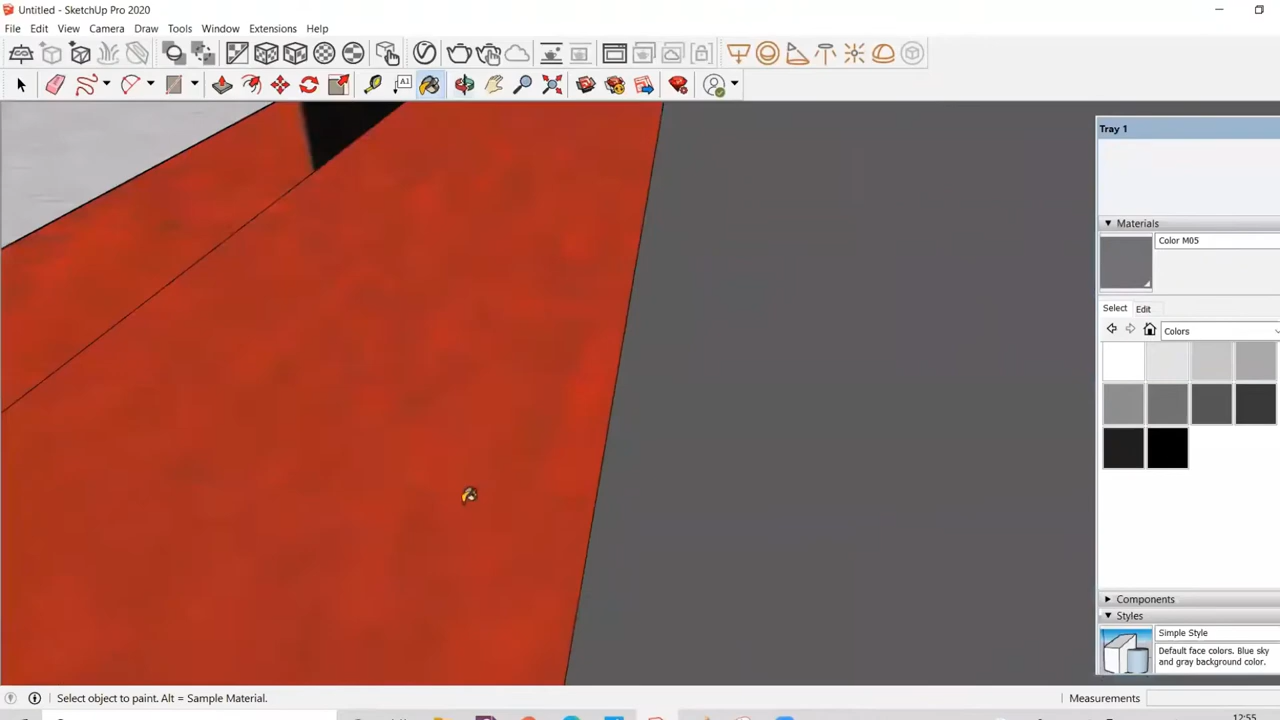 Untitled - SketchUp Pro 2020
File Edit View Camera Draw Tools Window Extensions Help
A1
Tray 1
Materials
Color M05
Select Edit
Colors
Components
Styles
Simple Style
Default face colors. Blue sky
and gray background color.
Select object to paint. Alt = Sample Material.
Measurements
12:55